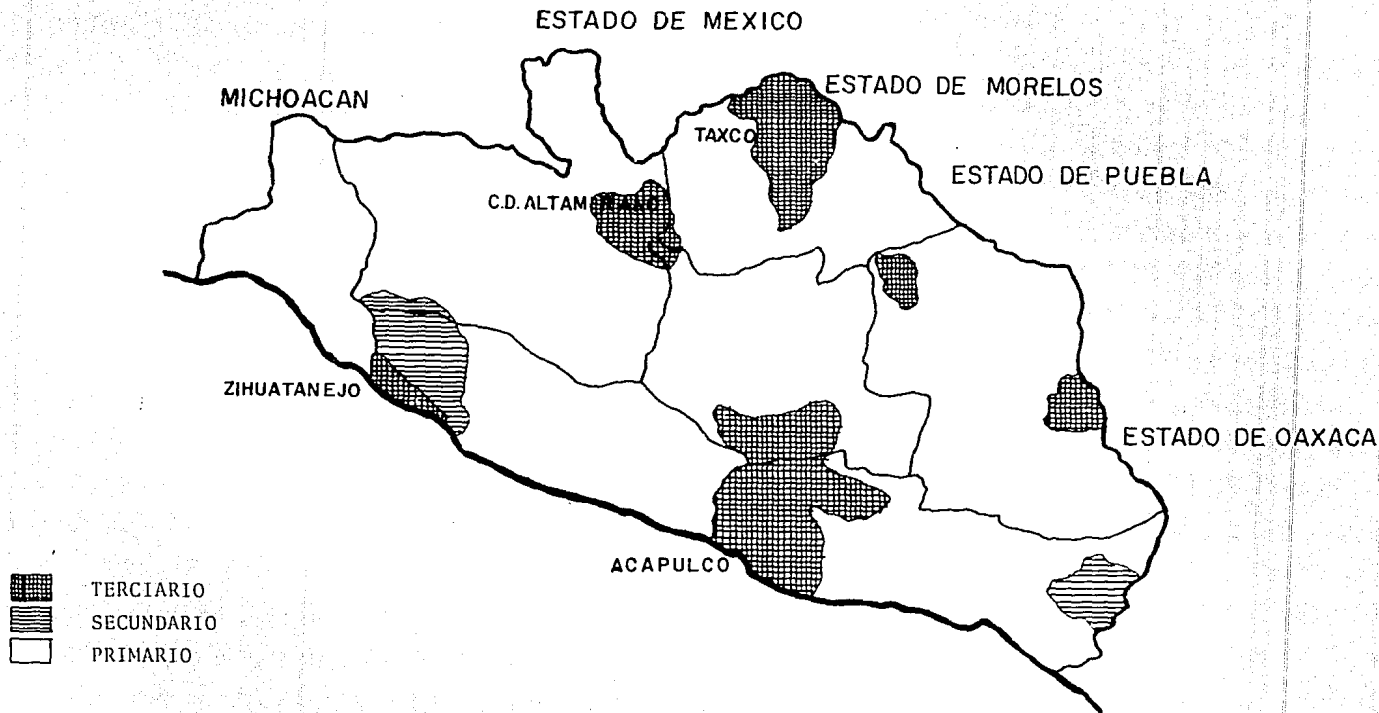 ESTADO DE MEXICO
ESTADO DE MORELOS
MICHOACAN
TAXCO
ESTADO DE PUEBLA
C.D. ALTAMIRANO
ZIHUATANEJO
ESTADO DE OAXACA
ACAPULCO
TERCIARIO
SECUNDARIO
PRIMARIO